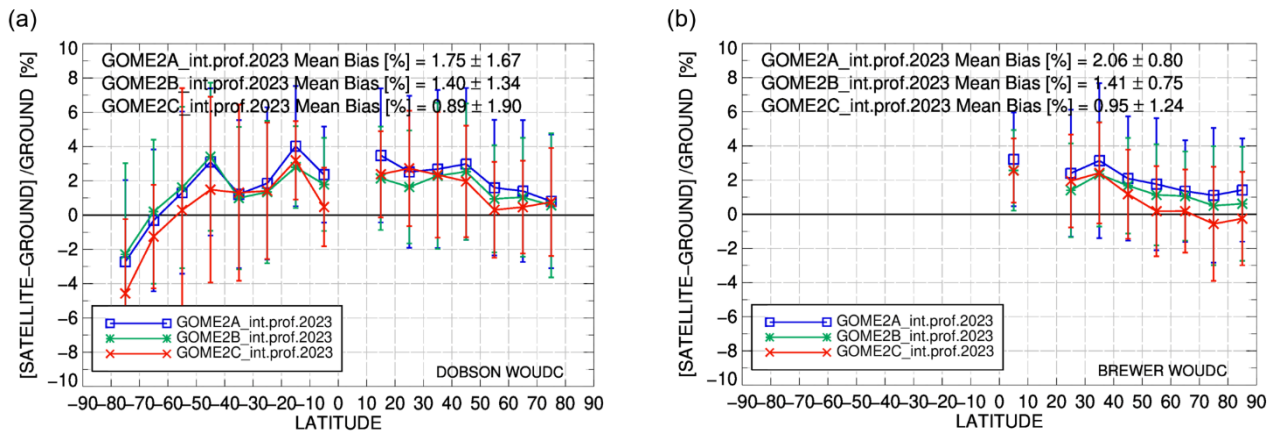 (a)
GOME2A_int.prof.2023 Mean Bias [%] = 1.75 ± 1.67
GOME2B_int.prof.2023 Mean Bias [%] = 1.40 ± 1.34
GOME2C_int.prof.2023 Mean Bias [%] = 0.89 ± 1.90
[SATELLITE-GROUND]/GROUND [%]
10
8
6
4
2
0
-2
-4
-6
-8
-10
GOME2A_int.prof.2023
GOME2B_int.prof.2023
GOME2C_int.prof.2023
DOBSON WOUDC
-90-80-70-60-50-40-30-20-10 0 10 20 30 40 50 60 70 80 90
LATITUDE
(b)
GOME2A_int.prof.2023 Mean Bias [%] = 2.06 ± 0.80
GOME2B_int.prof.2023 Mean Bias [%] = 1.41 ± 0.75
GOME2C_int.prof.2023 Mean Bias [%] = 0.95 ± 1.24
[SATELLITE-GROUND]/GROUND [%]
10
8
6
4
2
0
-2
-4
-6
-8
-10
GOME2A_int.prof.2023
GOME2B_int.prof.2023
GOME2C_int.prof.2023
BREWER WOUDC
-90-80-70-60-50-40-30-20-10 0 10 20 30 40 50 60 70 80 90
LATITUDE